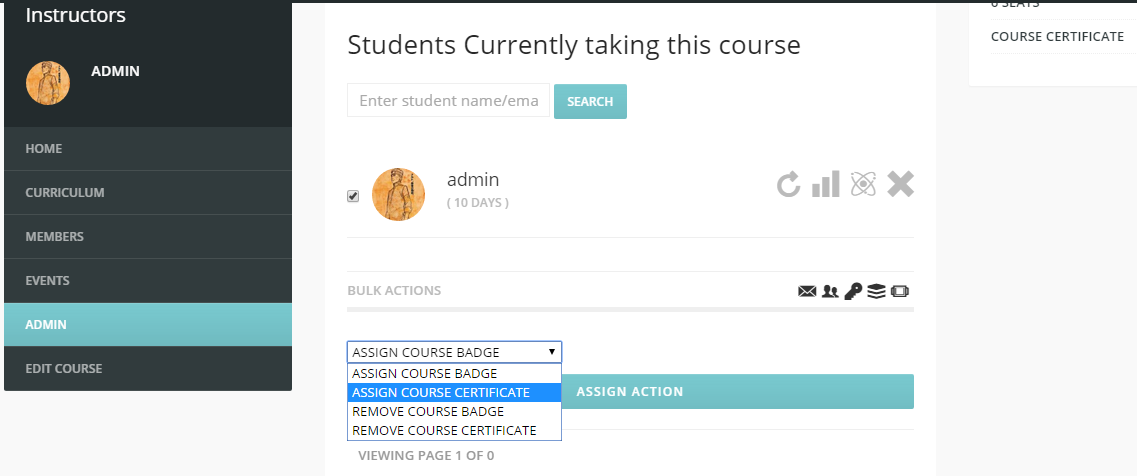 Instructors
ADMIN
HOME
CURRICULUM
MEMBERS
EVENTS
ADMIN
EDIT COURSE
Students Currently taking this course
Enter student name/ema
SEARCH
admin
( 10 DAYS )
BULK ACTIONS
ASSIGN COURSE BADGE
ASSIGN COURSE BADGE
ASSIGN COURSE CERTIFICATE
REMOVE COURSE BADGE
REMOVE COURSE CERTIFICATE
ASSIGN ACTION
VIEWING PAGE 1 OF 0
SEATS
COURSE CERTIFICATE